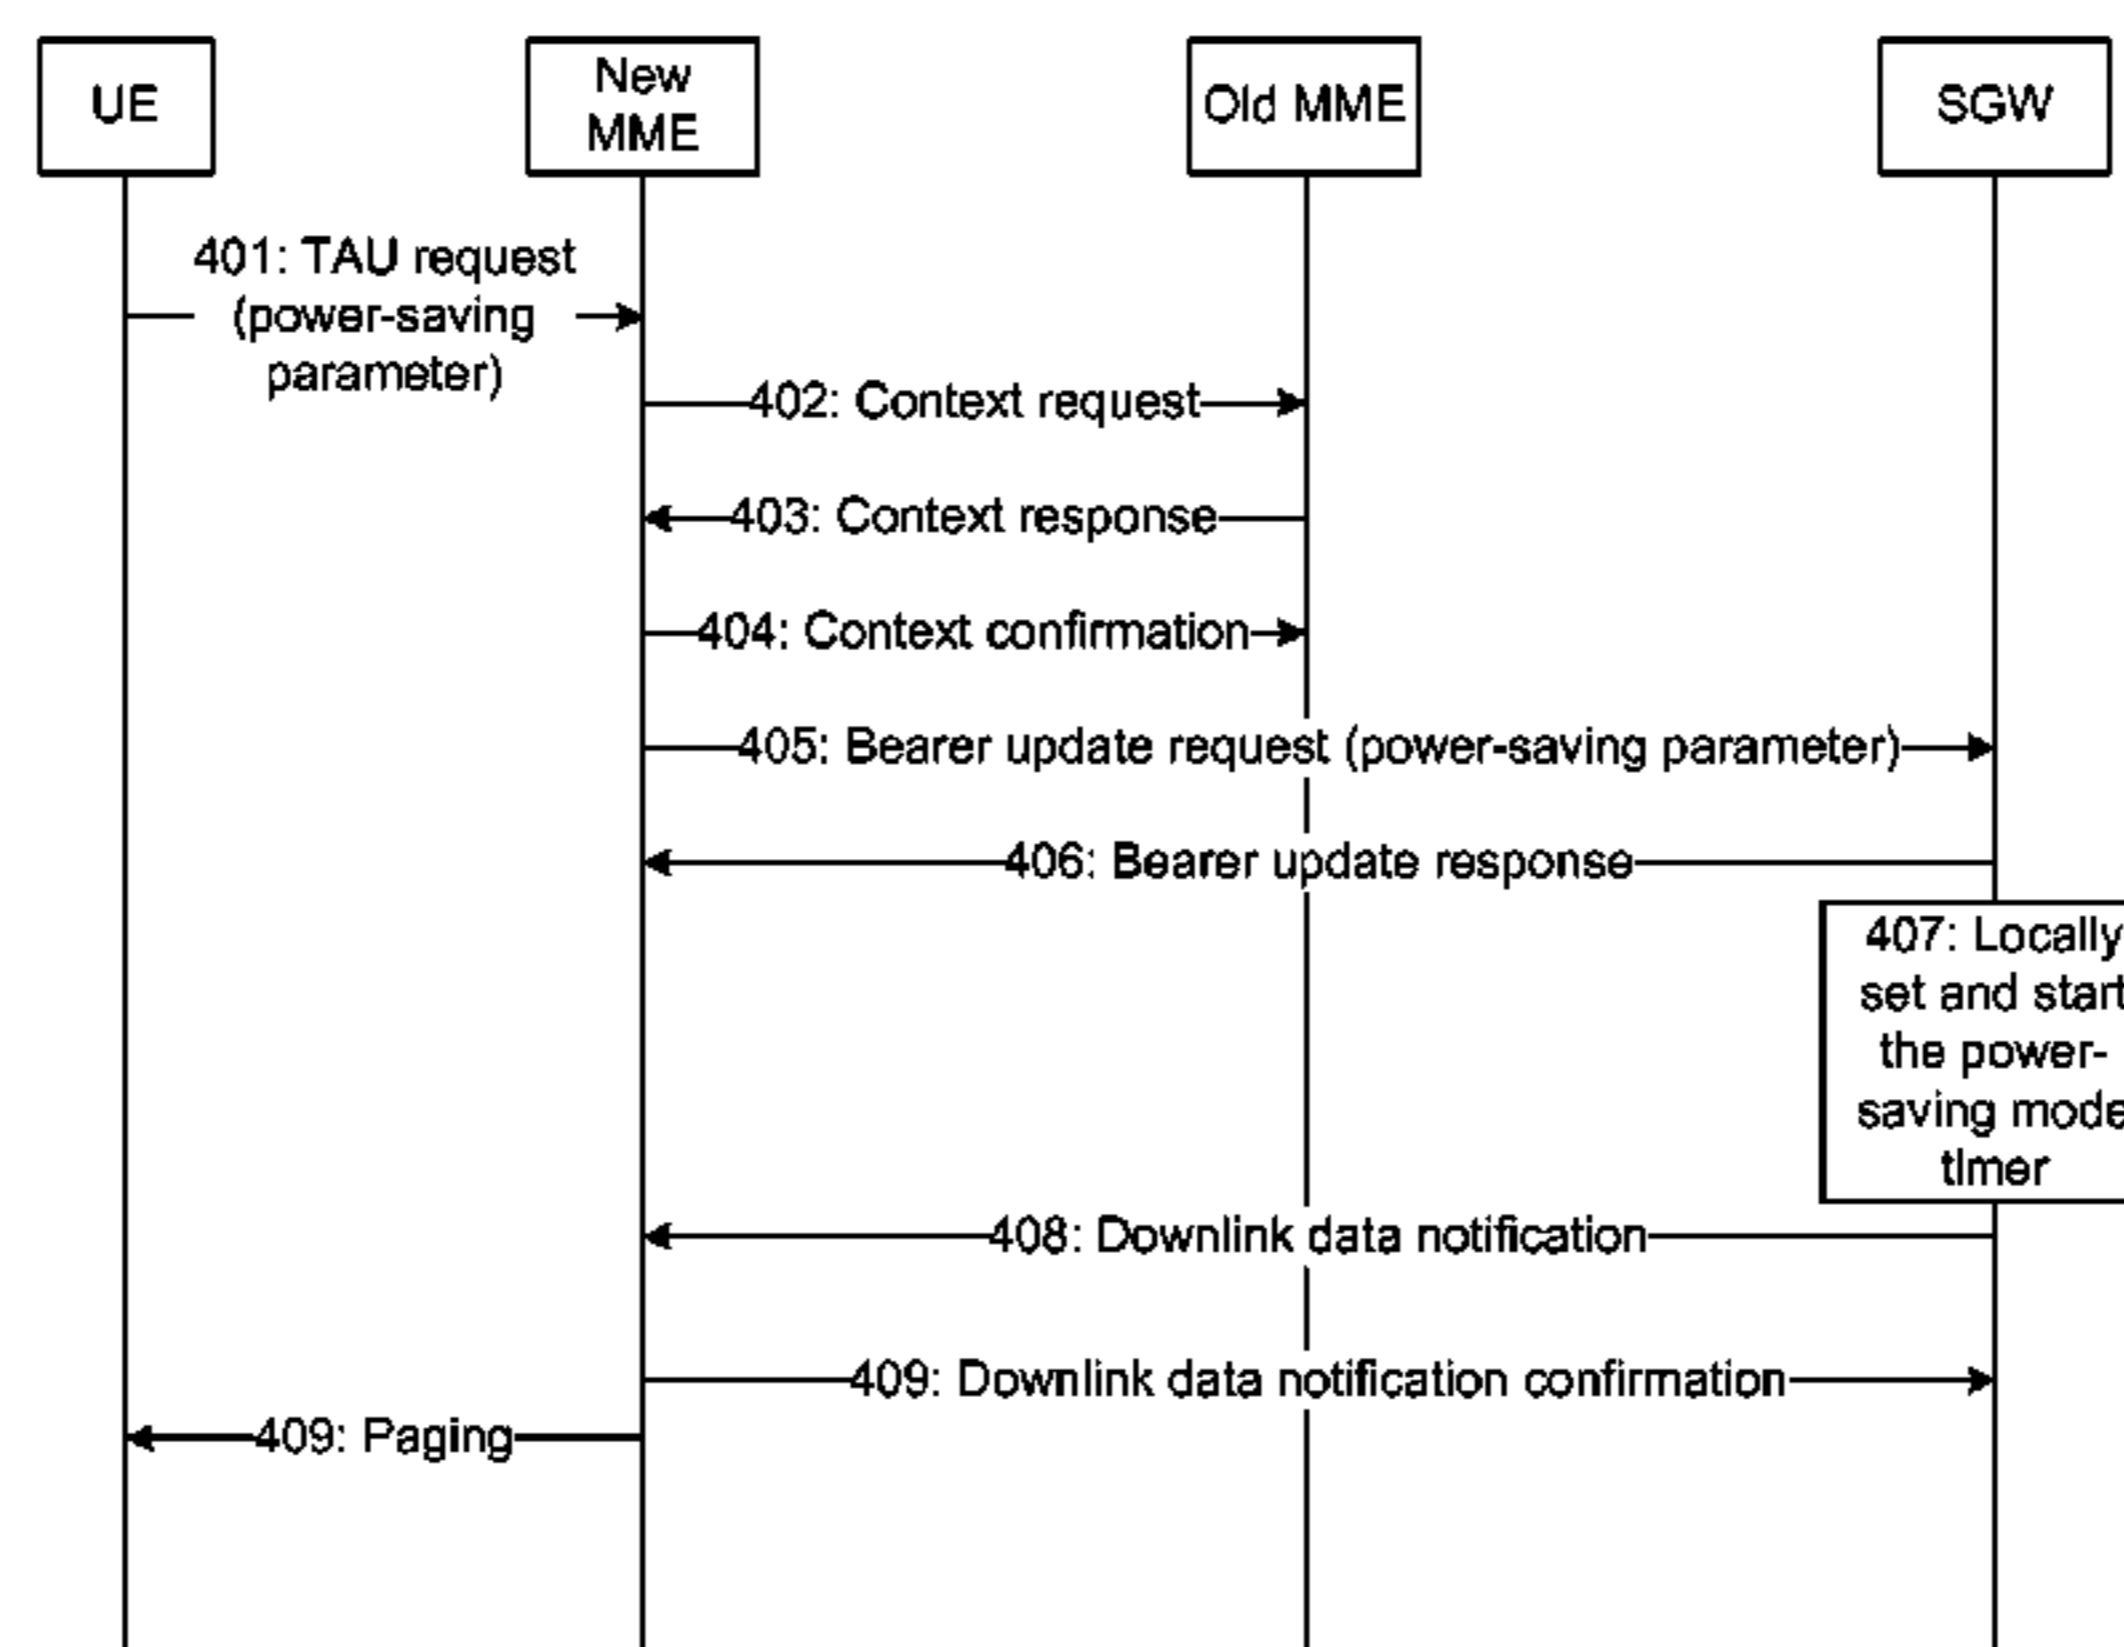 UE
New
MME
Old MME
SGW
401: TAU request
(power-saving
parameter)
402: Context request
403: Context response
404: Context confirmation
405: Bearer update request (power-saving parameter)
406: Bearer update response
407: Locally
set and start
the power-
saving mode
timer
408: Downlink data notification
409: Downlink data notification confirmation
409: Paging